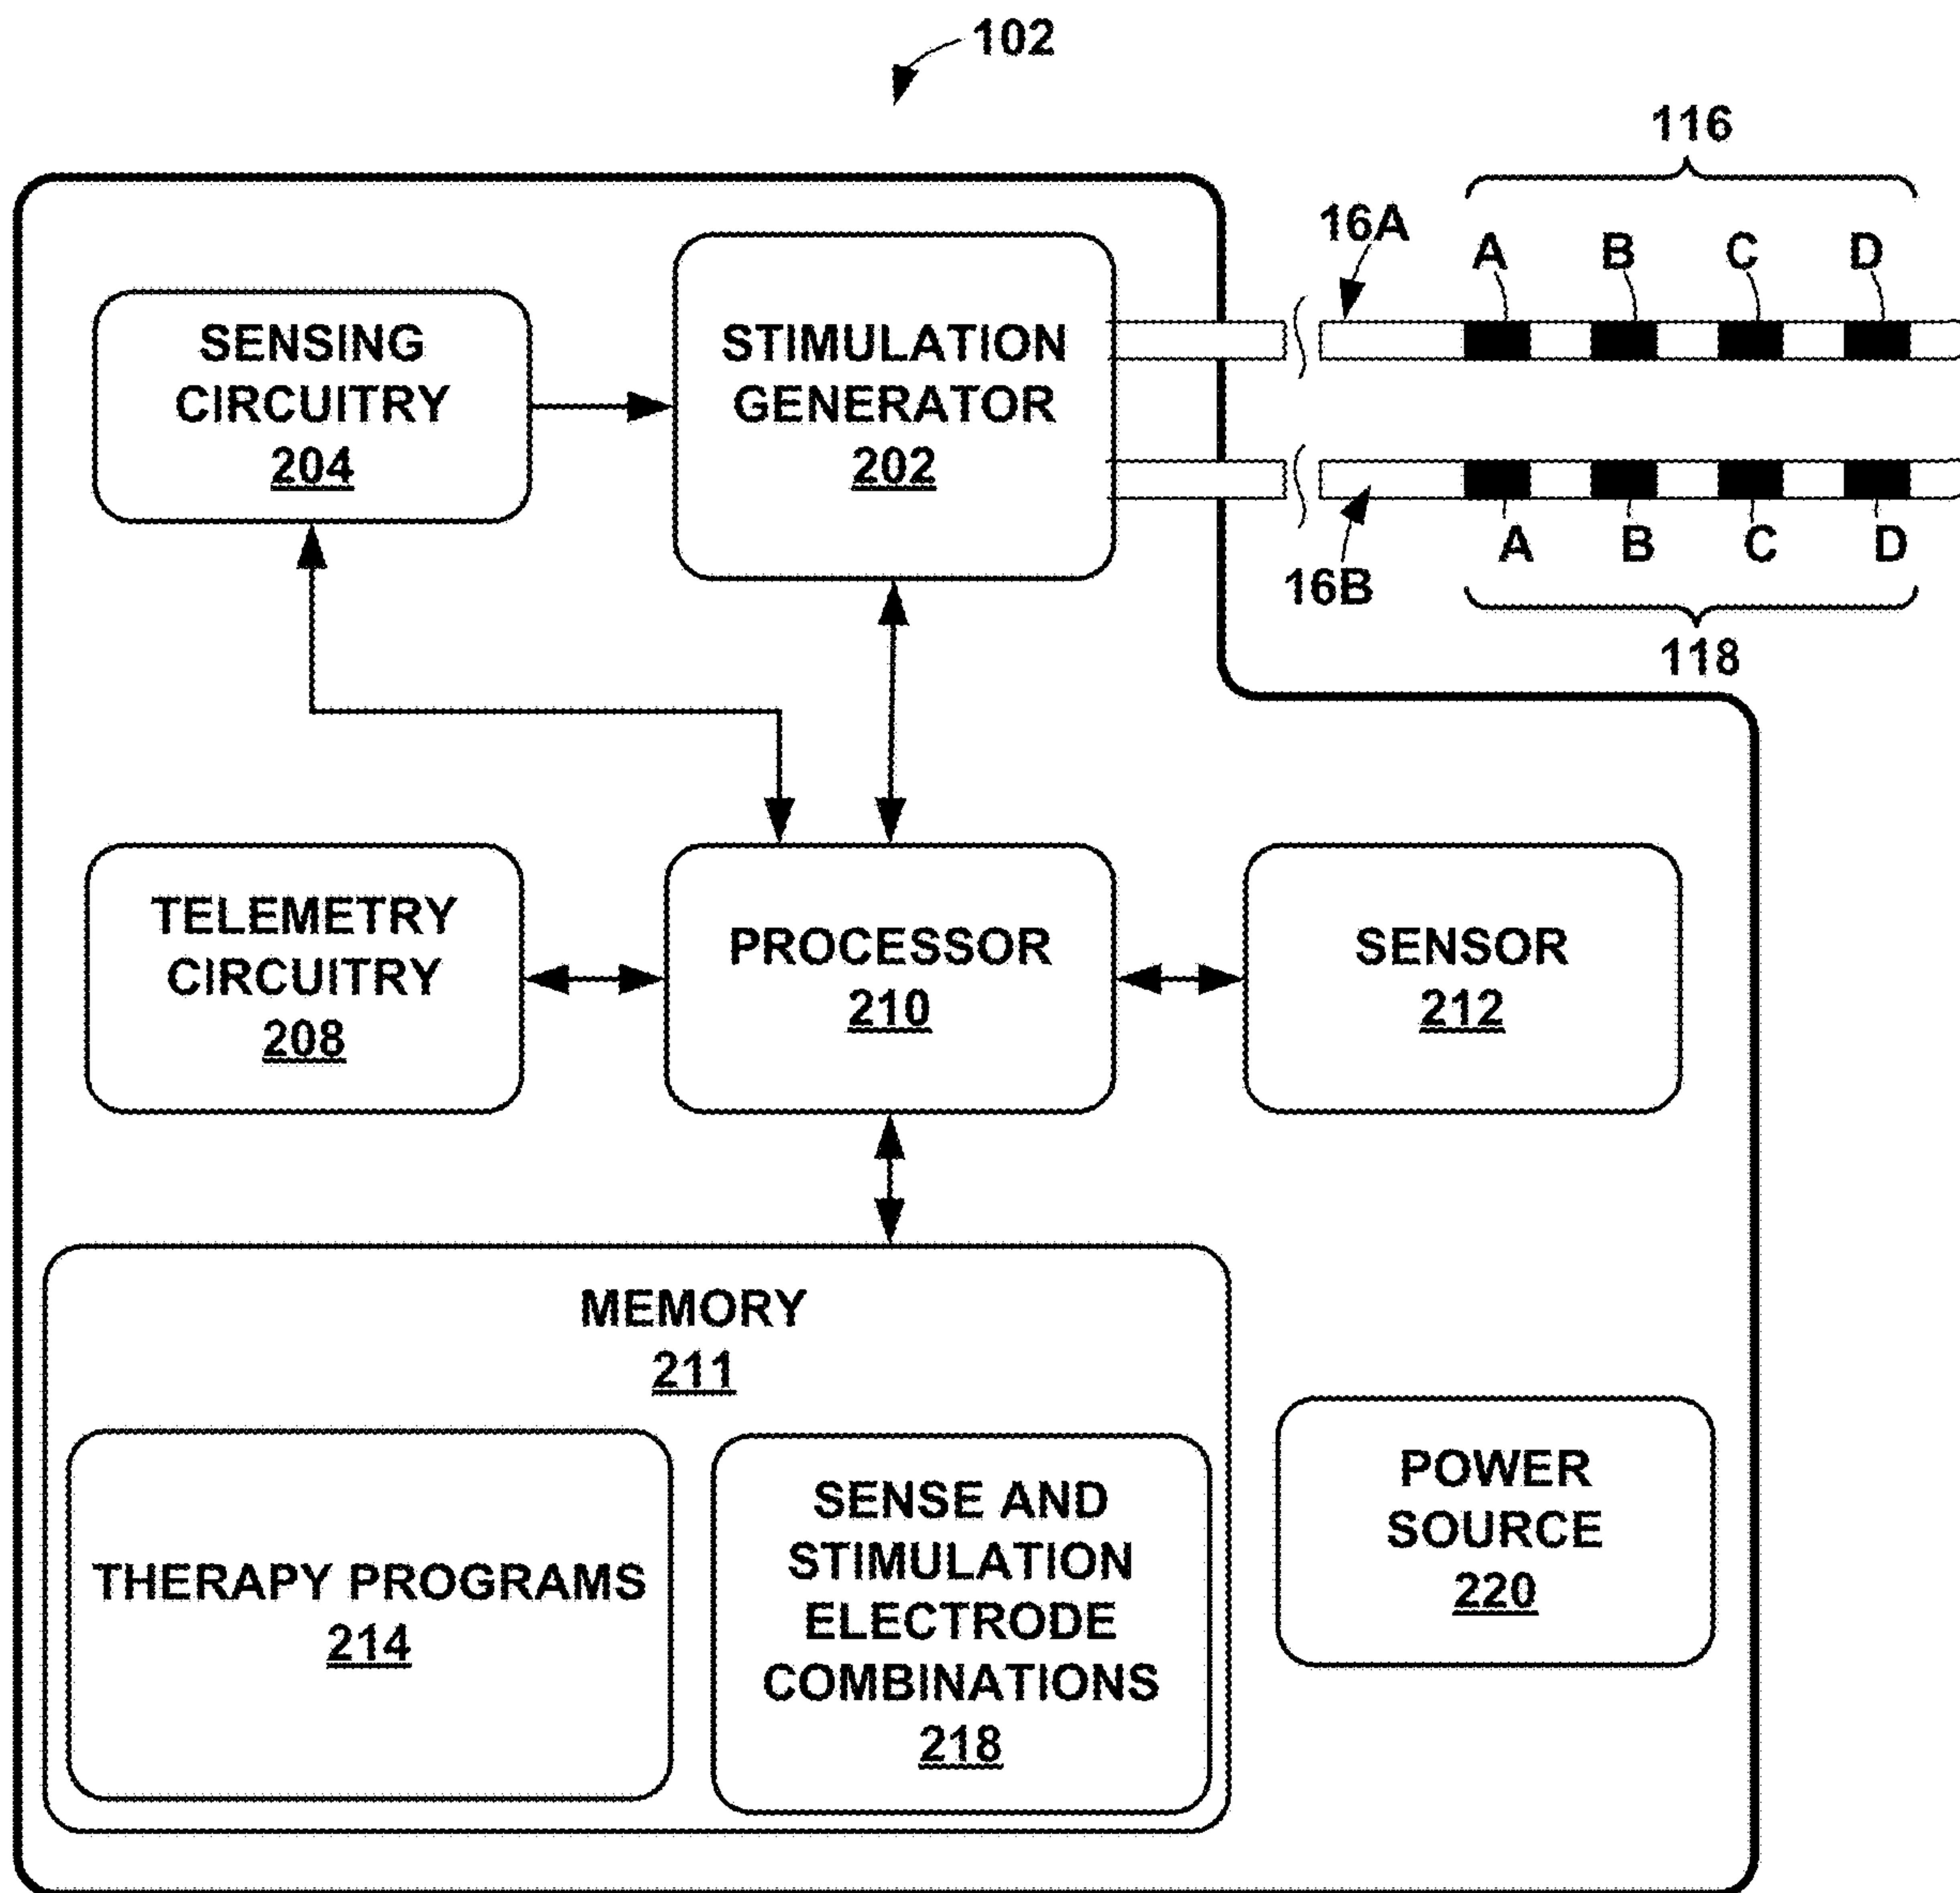 102
116
16A
A B C D
SENSING
CIRCUITRY
204
STIMULATION
GENERATOR
202
A B C D
16B
118
TELEMETRY
CIRCUITRY
208
PROCESSOR
210
SENSOR
212
MEMORY
211
THERAPY PROGRAMS
214
SENSE AND
STIMULATION
ELECTRODE
COMBINATIONS
218
POWER
SOURCE
220